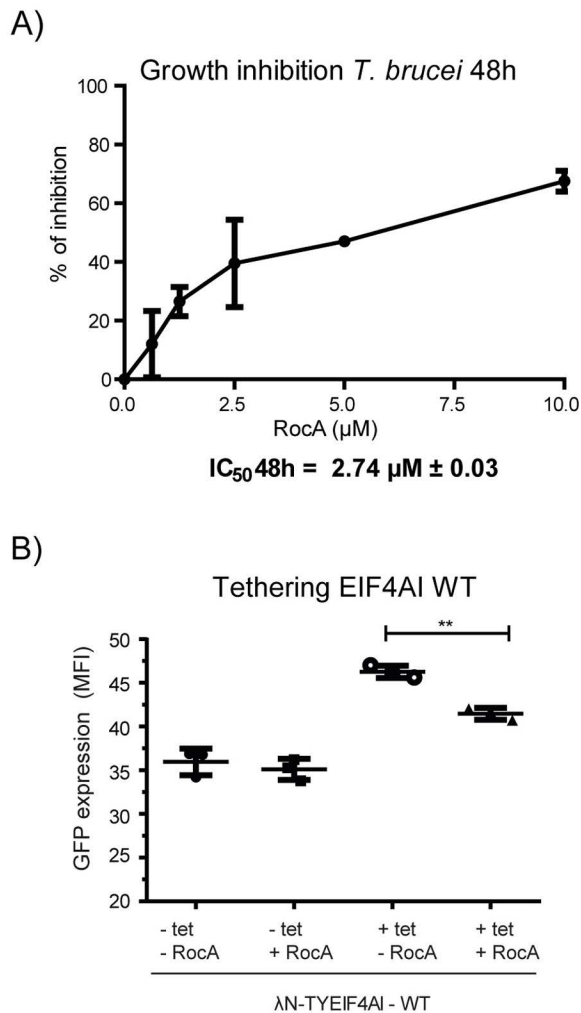 A)
Growth inhibition T. brucei 48h
% of inhibition
100
80
60
40
20
0
0.0 2.5 5.0 7.5 10.0
RocA (µM)
IC50 48h = 2.74 µM ± 0.03
B)
Tethering EIF4AI WT
GFP expression (MFI)
50
45
40
35
30
25
20
**
- tet - tet + tet + tet
- RocA + RocA - RocA + RocA
λN-TYEIF4AI - WT